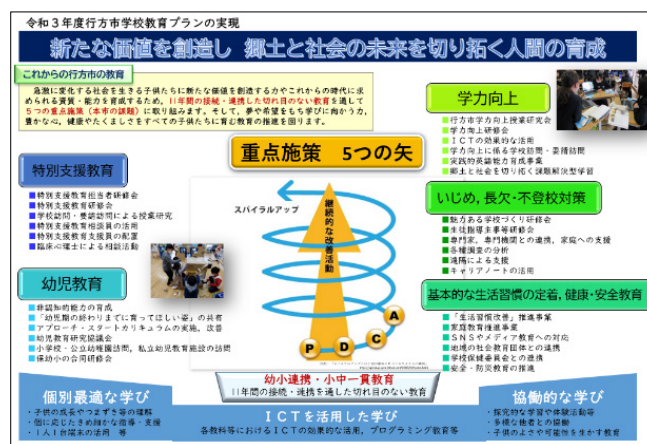 令和３年度行方市学校教育プランの実現
新たな価値を創造し 郷土と社会の未来を切り拓く人間の育成
これからの行方市の教育
急激に変化する社会を生きる子供たちに新たな価値を創造する力やこれからの時代に求
められる資質・能力を育成するため，11年間の接続・連携した切れ目のない教育を通して
５つの重点施策（本市の課題）に取り組みます。そして，夢や希望をもち学びに向かう力，
豊かな心，健康やたくましさをすべての子供たちに育む教育の推進を図ります。
学力向上
■行方市学力向上授業研究会
■学力向上研修会
■ＩＣＴの効果的な活用
■学力向上に係る学校訪問・要請訪問
■実践的英語能力育成事業
■郷土と社会を切り拓く課題解決型学習
重点施策 5つの矢
特別支援教育
■特別支援教育担当者研修会
■特別支援教育研修会
■学校訪問・要請訪問による授業研究
■特別支援教育相談員の活用
■特別支援教育支援員の配置
■臨床心理士による相談活動
スパイラルアップ
継続的な改善活動
P
D
C
A
いじめ，長欠・不登校対策
■魅力ある学校づくり研修会
■生徒指導主事等研修会
■専門家，専門機関との連携，家庭への支援
■各種調査の分析
■遠隔による支援
■キャリアノートの活用
幼児教育
■非認知的能力の育成
■「幼児期の終わりまでに育ってほしい姿」の共有
■アプローチ・スタートカリキュラムの実施，改善
■幼児教育研究協議会
■小学校・公立幼稚園訪問，私立幼児教育施設の訪問
■保幼小の合同研修会
基本的な生活習慣の定着，健康・安全教育
■「生活習慣改善」推進事業
■家庭教育推進事業
■ＳＮＳやメディア教育への対応
■地域の社会教育団体との連携
■学校保健委員会との連携
■安全・防災教育の推進
幼小連携・小中一貫教育
11年間の接続・連携を通した切れ目のない教育
個別最適な学び
・子供の成長やつまずき等の理解
・個に応じたきめ細かな指導・支援
・１人１台端末の活用 等
ＩＣＴを活用した学び
各教科等におけるＩＣＴの効果的な活用，プログラミング教育等
協働的な学び
・探究的な学習や体験活動等
・多様な他者との協働
・子供のよさや可能性を生かす教育